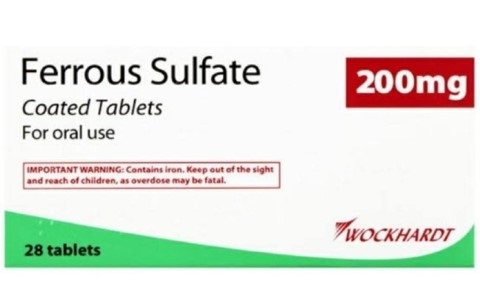 Ferrous Sulfate
200mg
Coated Tablets
For oral use
IMPORTANT WARNING: Contains iron. Keep out of the sight
and reach of children, as overdose may be fatal.
WOCKHARDT
28 tablets